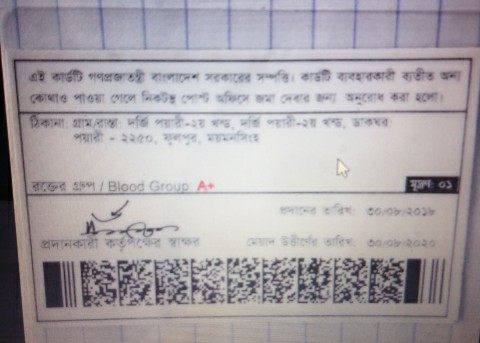 এই কার্ডটি গণপ্রজাতন্ত্রী বাংলাদেশ সরকারের সম্পত্তি। কার্ডটি ব্যবহারকারী ব্যতীত অন্য
কোথাও পাওয়া গেলে নিকটস্থ পোস্ট অফিসে জমা দেবার জন্য অনুরোধ করা হলো।
ঠিকানা: গ্রাম/রাস্তা: দর্জি পয়ারী-২য় খন্ড, দর্জি পয়ারী-২য় খন্ড, ডাকঘর:
পয়ারী - ২২৫০, ফুলপুর, ময়মনসিংহ
রক্তের গ্রুপ / Blood Group: A+ মুদ্রণ: ০১
প্রদানের তারিখ: ৩০/০৮/২০১৮
প্রদানকারী কর্তৃপক্ষের স্বাক্ষর মেয়াদ উত্তীর্ণের তারিখ: ৩০/০৮/২০২০